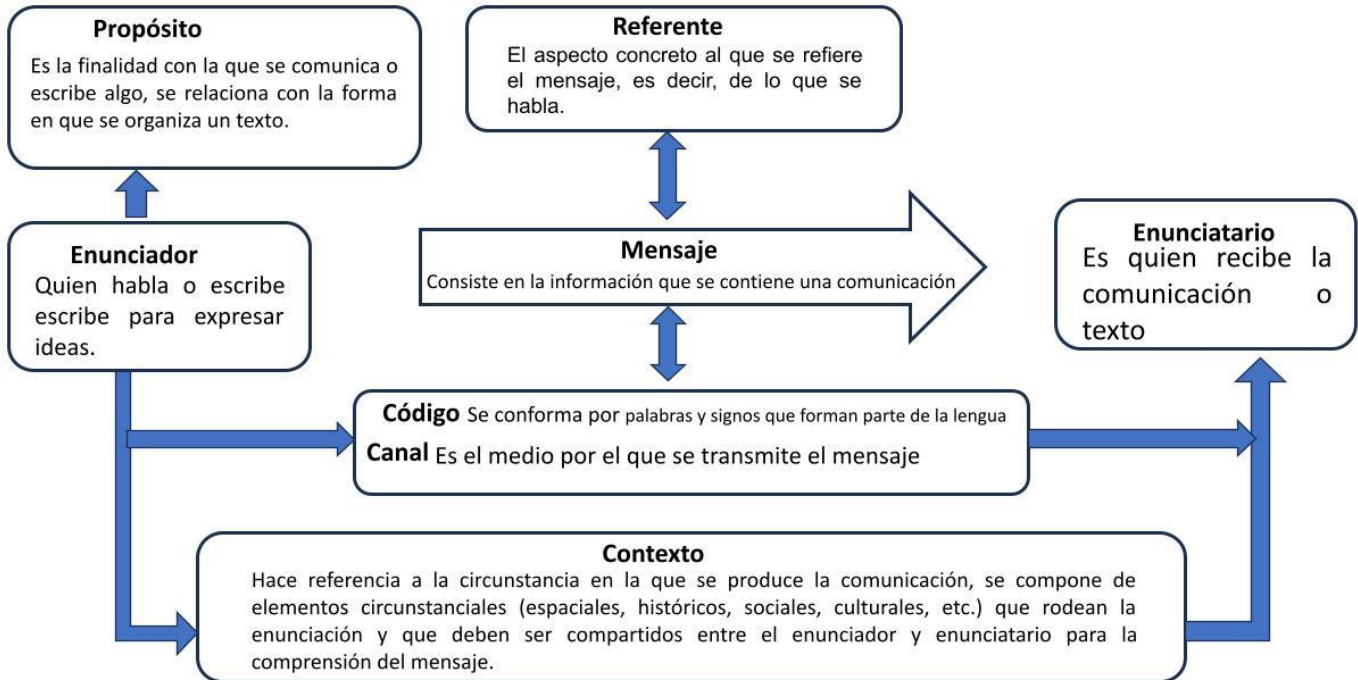 Propósito
Es la finalidad con la que se comunica o
escribe algo, se relaciona con la forma
en que se organiza un texto.
Referente
El aspecto concreto al que se refiere
el mensaje, es decir, de lo que se
habla.
Enunciador
Quien habla o escribe
escribe para expresar
ideas.
Mensaje
Consiste en la información que se contiene una comunicación
Enunciatario
Es quien recibe la
comunicación o
texto
Código Se conforma por palabras y signos que forman parte de la lengua
Canal Es el medio por el que se transmite el mensaje
Contexto
Hace referencia a la circunstancia en la que se produce la comunicación, se compone de
elementos circunstanciales (espaciales, históricos, sociales, culturales, etc.) que rodean la
enunciación y que deben ser compartidos entre el enunciador y enunciatario para la
comprensión del mensaje.